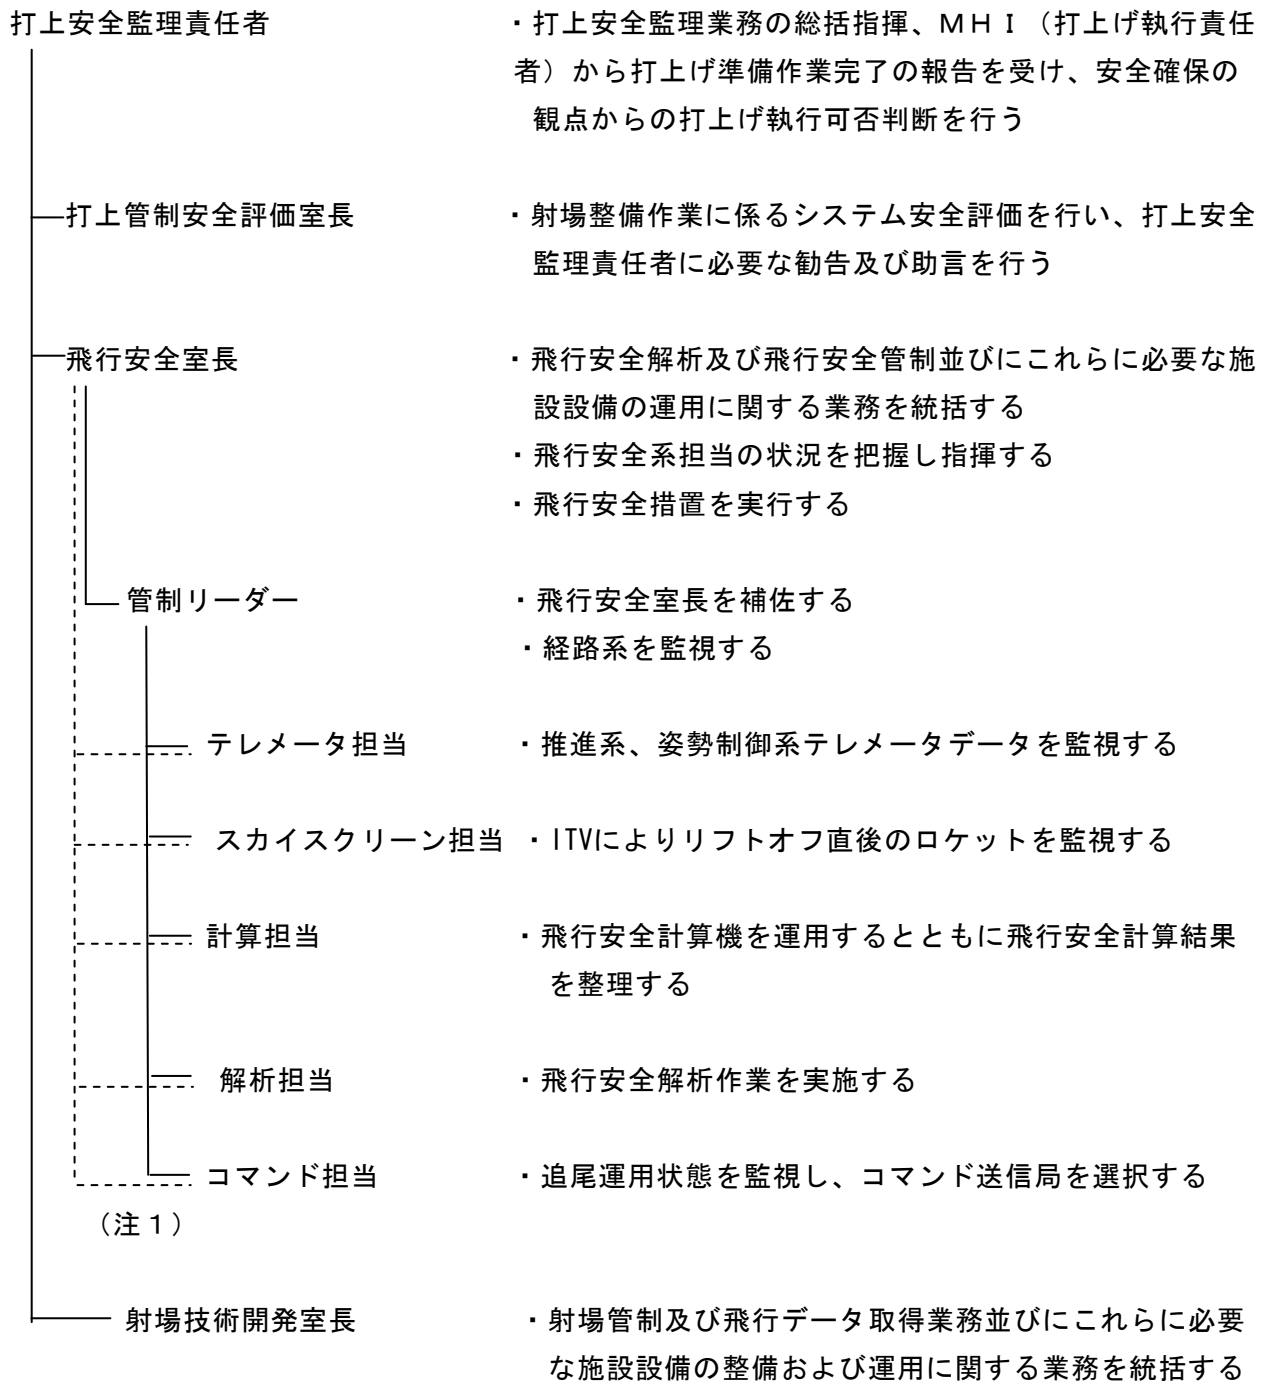 打上安全監理責任者 ・打上安全監理業務の総括指揮、ＭＨＩ（打上げ執行責任
者）から打上げ準備作業完了の報告を受け、安全確保の
観点からの打上げ執行可否判断を行う
打上管制安全評価室長 ・射場整備作業に係るシステム安全評価を行い、打上安全
監理責任者に必要な勧告及び助言を行う
飛行安全室長 ・飛行安全解析及び飛行安全管制並びにこれらに必要な施
設設備の運用に関する業務を統括する
・飛行安全系担当の状況を把握し指揮する
・飛行安全措置を実行する
管制リーダー ・飛行安全室長を補佐する
・経路系を監視する
テレメータ担当 ・推進系、姿勢制御系テレメータデータを監視する
スカイスクリーン担当 ・ITVによりリフトオフ直後のロケットを監視する
計算担当 ・飛行安全計算機を運用するとともに飛行安全計算結果
を整理する
解析担当 ・飛行安全解析作業を実施する
コマンド担当 ・追尾運用状態を監視し、コマンド送信局を選択する
（注１）
射場技術開発室長 ・射場管制及び飛行データ取得業務並びにこれらに必要
な施設設備の整備および運用に関する業務を統括する